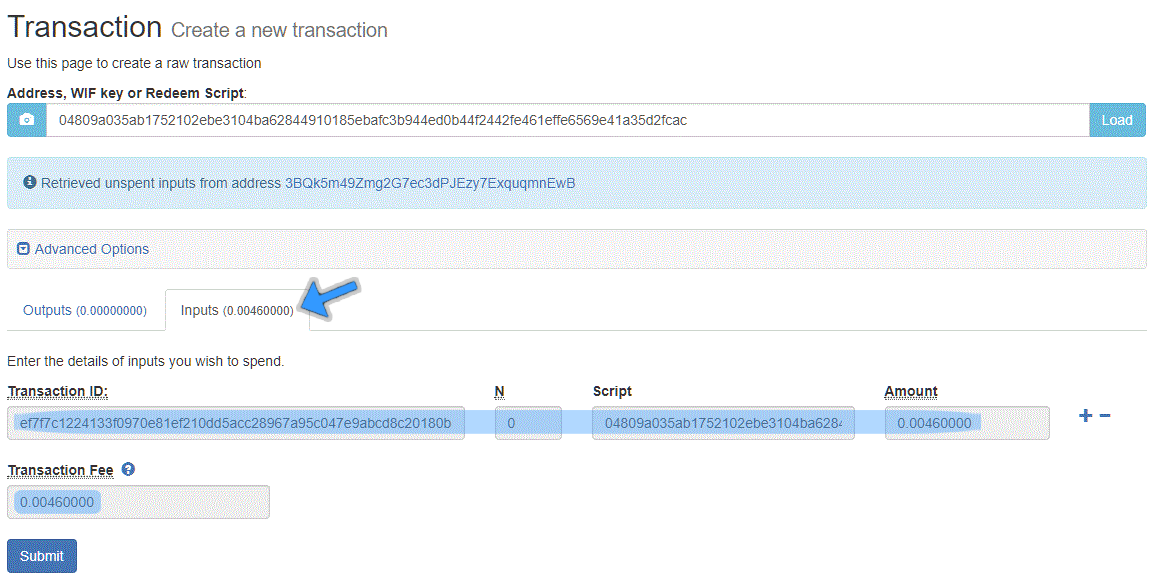 Transaction Create a new transaction
Use this page to create a raw transaction
Address, WIF key or Redeem Script:
04809a035ab1752102ebe3104ba62844910185ebafc3b944ed0b44f2442fe461effe6569e41a35d2fcac Load
Retrieved unspent inputs from address 3BQk5m49Zmg2G7ec3dPJEzy7ExquqmnEwB
Advanced Options
Outputs (0.00000000) Inputs (0.00460000)
Enter the details of inputs you wish to spend.
Transaction ID: N Script Amount
ef7f7c1224133f0970e81ef210dd5acc28967a95c047e9abcd8c20180b 0 04809a035ab1752102ebe3104ba6284 0.00460000
Transaction Fee
0.00460000
Submit